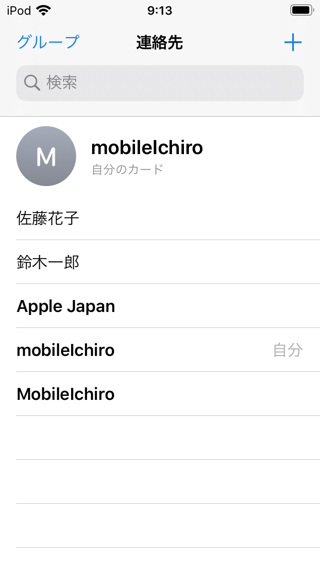 iPod 9:13
グループ 連絡先 +
検索
M
mobileIchiro
自分のカード
佐藤花子
鈴木一郎
Apple Japan
mobileIchiro 自分
MobileIchiro